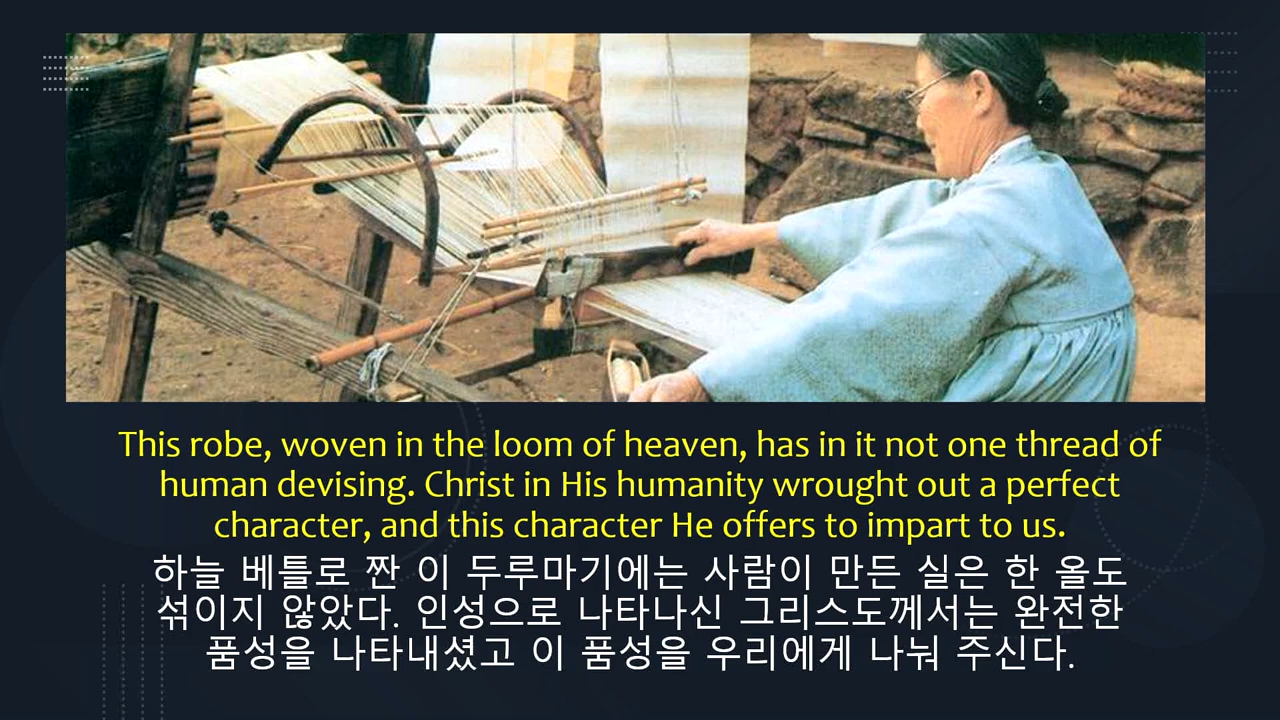 This robe, woven in the loom of heaven, has in it not one thread of
human devising. Christ in His humanity wrought out a perfect
character, and this character He offers to impart to us.
하늘 베틀로 짠 이 두루마기에는 사람이 만든 실은 한 올도
섞이지 않았다. 인성으로 나타나신 그리스도께서는 완전한
품성을 나타내셨고 이 품성을 우리에게 나눠 주신다.